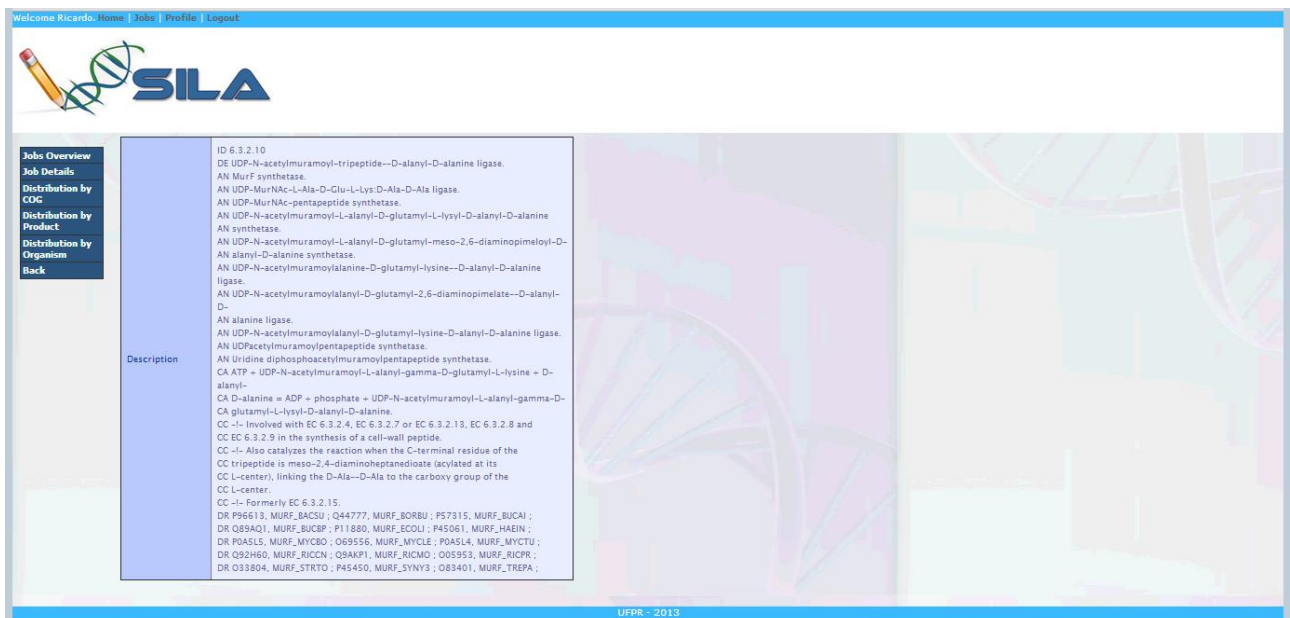 Welcome Ricardo. Home | Jobs | Profile | Logout
SILA
Jobs Overview
Job Details
Distribution by
COG
Distribution by
Product
Distribution by
Organism
Back
Description
ID 6.3.2.10
DE UDP-N-acetylmuramoyl-tripeptide--D-alanyl-D-alanine ligase.
AN MurF synthetase.
AN UDP-MurNAc-L-Ala-D-Glu-L-Lys:D-Ala-D-Ala ligase.
AN UDP-MurNAc-pentapeptide synthetase.
AN UDP-N-acetylmuramoyl-L-alanyl-D-glutamyl-L-lysyl-D-alanyl-D-alanine
AN synthetase.
AN UDP-N-acetylmuramoyl-L-alanyl-D-glutamyl-meso-2,6-diaminopimeloyl-D-
AN alanyl-D-alanine synthetase.
AN UDP-N-acetylmuramoylalanine-D-glutamyl-lysine--D-alanyl-D-alanine
ligase.
AN UDP-N-acetylmuramoylalanyl-D-glutamyl-2,6-diaminopimelate--D-alanyl-
D-
AN alanine ligase.
AN UDP-N-acetylmuramoylalanyl-D-glutamyl-lysine-D-alanyl-D-alanine ligase.
AN UDPacetylmuramoylpentapeptide synthetase.
AN Uridine diphosphoacetylmuramoylpentapeptide synthetase.
CA ATP + UDP-N-acetylmuramoyl-L-alanyl-gamma-D-glutamyl-L-lysine + D-
alanyl-
CA D-alanine = ADP + phosphate + UDP-N-acetylmuramoyl-L-alanyl-gamma-D-
CA glutamyl-L-lysyl-D-alanyl-D-alanine.
CC -!- Involved with EC 6.3.2.4, EC 6.3.2.7 or EC 6.3.2.13, EC 6.3.2.8 and
CC EC 6.3.2.9 in the synthesis of a cell-wall peptide.
CC -!- Also catalyzes the reaction when the C-terminal residue of the
CC tripeptide is meso-2,4-diaminoheptanedioate (acylated at its
CC L-center), linking the D-Ala--D-Ala to the carboxy group of the
CC L-center.
CC -!- Formerly EC 6.3.2.15.
DR P96613, MURF_BACSU ; Q44777, MURF_BORBU ; P57315, MURF_BUCAI ;
DR Q89AQ1, MURF_BUCBP ; P11880, MURF_ECOLI ; P45061, MURF_HAEIN ;
DR P0A5L5, MURF_MYCBO ; O69556, MURF_MYCLE ; P0A5L4, MURF_MYCTU ;
DR Q92H60, MURF_RICCN ; Q9AKP1, MURF_RICMO ; O05953, MURF_RICPR ;
DR O33804, MURF_STRTO ; P45450, MURF_SYNY3 ; O83401, MURF_TREPA ;
UFPR - 2013